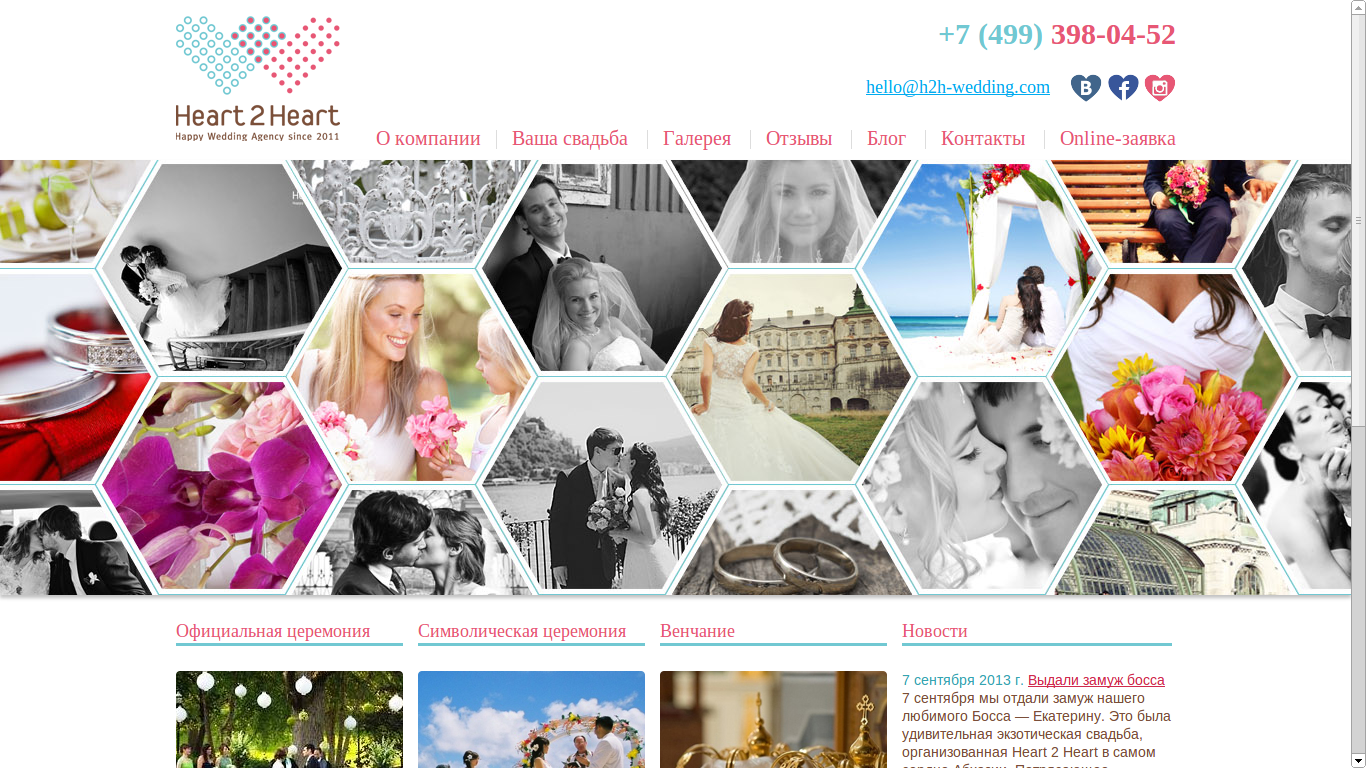 +7 (499) 398-04-52
hello@h2h-wedding.com
Heart 2 Heart
Happy Wedding Agency since 2011
О компании
Ваша свадьба
Галерея
Отзывы
Блог
Контакты
Online-заявка
Официальная церемония
Символическая церемония
Венчание
Новости
7 сентября 2013 г. Выдали замуж босса
7 сентября мы отдали замуж нашего
любимого Босса — Екатерину. Это была
удивительная экзотическая свадьба,
организованная Heart 2 Heart в самом